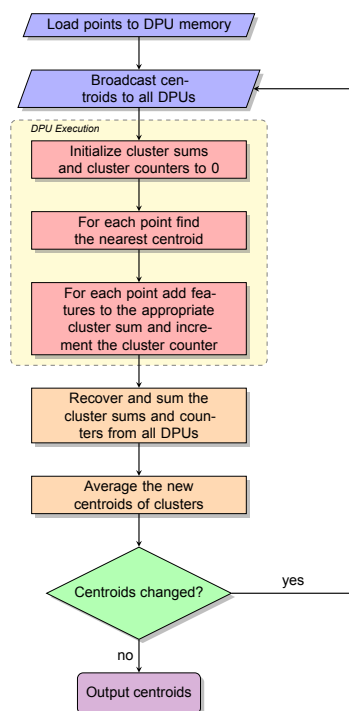 Load points to DPU memory
Broadcast cen-
troids to all DPUs
DPU Execution
Initialize cluster sums
and cluster counters to 0
For each point find
the nearest centroid
For each point add fea-
tures to the appropriate
cluster sum and incre-
ment the cluster counter
Recover and sum the
cluster sums and coun-
ters from all DPUs
Average the new
centroids of clusters
Centroids changed?
yes
no
Output centroids